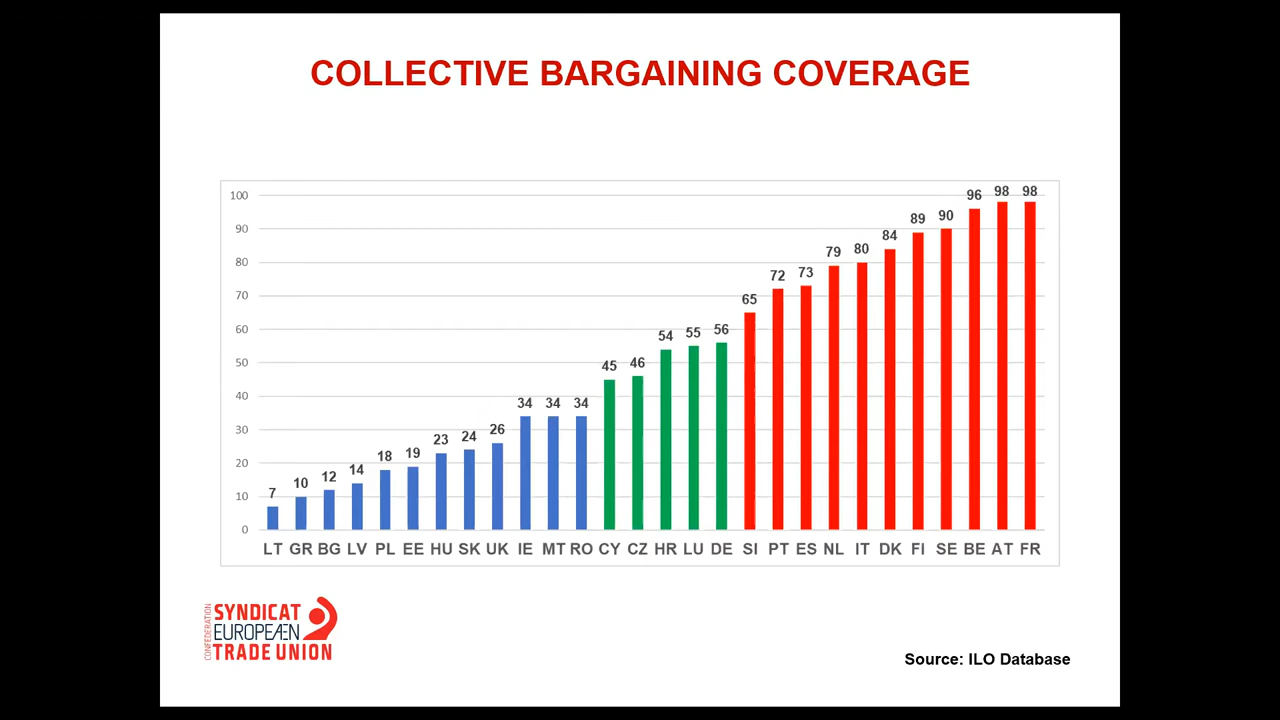 COLLECTIVE BARGAINING COVERAGE
100
90
80
70
60
50
40
30
20
10
0
7 10 12 14 18 19 23 24 26 34 34 34 45 46 54 55 56 65 72 73 79 80 84 89 90 96 98 98
LT GR BG LV PL EE HU SK UK IE MT RO CY CZ HR LU DE SI PT ES NL IT DK FI SE BE AT FR
CONFEDERATION
SYNDICAT
EUROPEÆN
TRADE UNION
Source: ILO Database